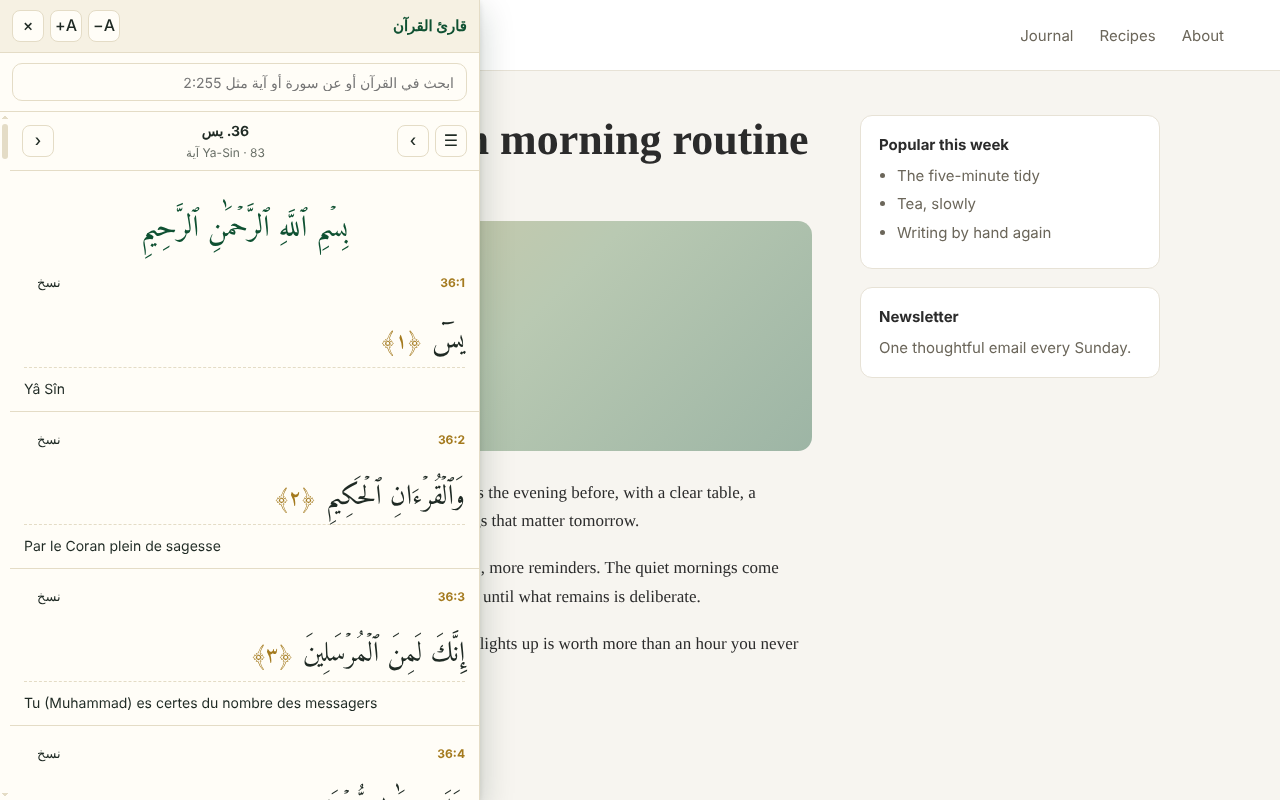 قارئ القرآن
A−
A+
×
ابحث في القرآن أو عن سورة أو آية مثل 2:255
☰
‹
36. يس
Ya-Sin · 83 آية
›
بِسْمِ ٱللَّهِ ٱلرَّحْمَٰنِ ٱلرَّحِيمِ
36:1
نسخ
يسٓ ﴿١﴾
Yâ Sîn
36:2
نسخ
وَٱلْقُرْءَانِ ٱلْحَكِيمِ ﴿٢﴾
Par le Coran plein de sagesse
36:3
نسخ
إِنَّكَ لَمِنَ ٱلْمُرْسَلِينَ ﴿٣﴾
Tu (Muhammad) es certes du nombre des messagers
36:4
نسخ
Journal
Recipes
About
morning routine
the evening before, with a clear table, a
that matter tomorrow.
, more reminders. The quiet mornings come
until what remains is deliberate.
lights up is worth more than an hour you never
Popular this week
• The five-minute tidy
• Tea, slowly
• Writing by hand again
Newsletter
One thoughtful email every Sunday.